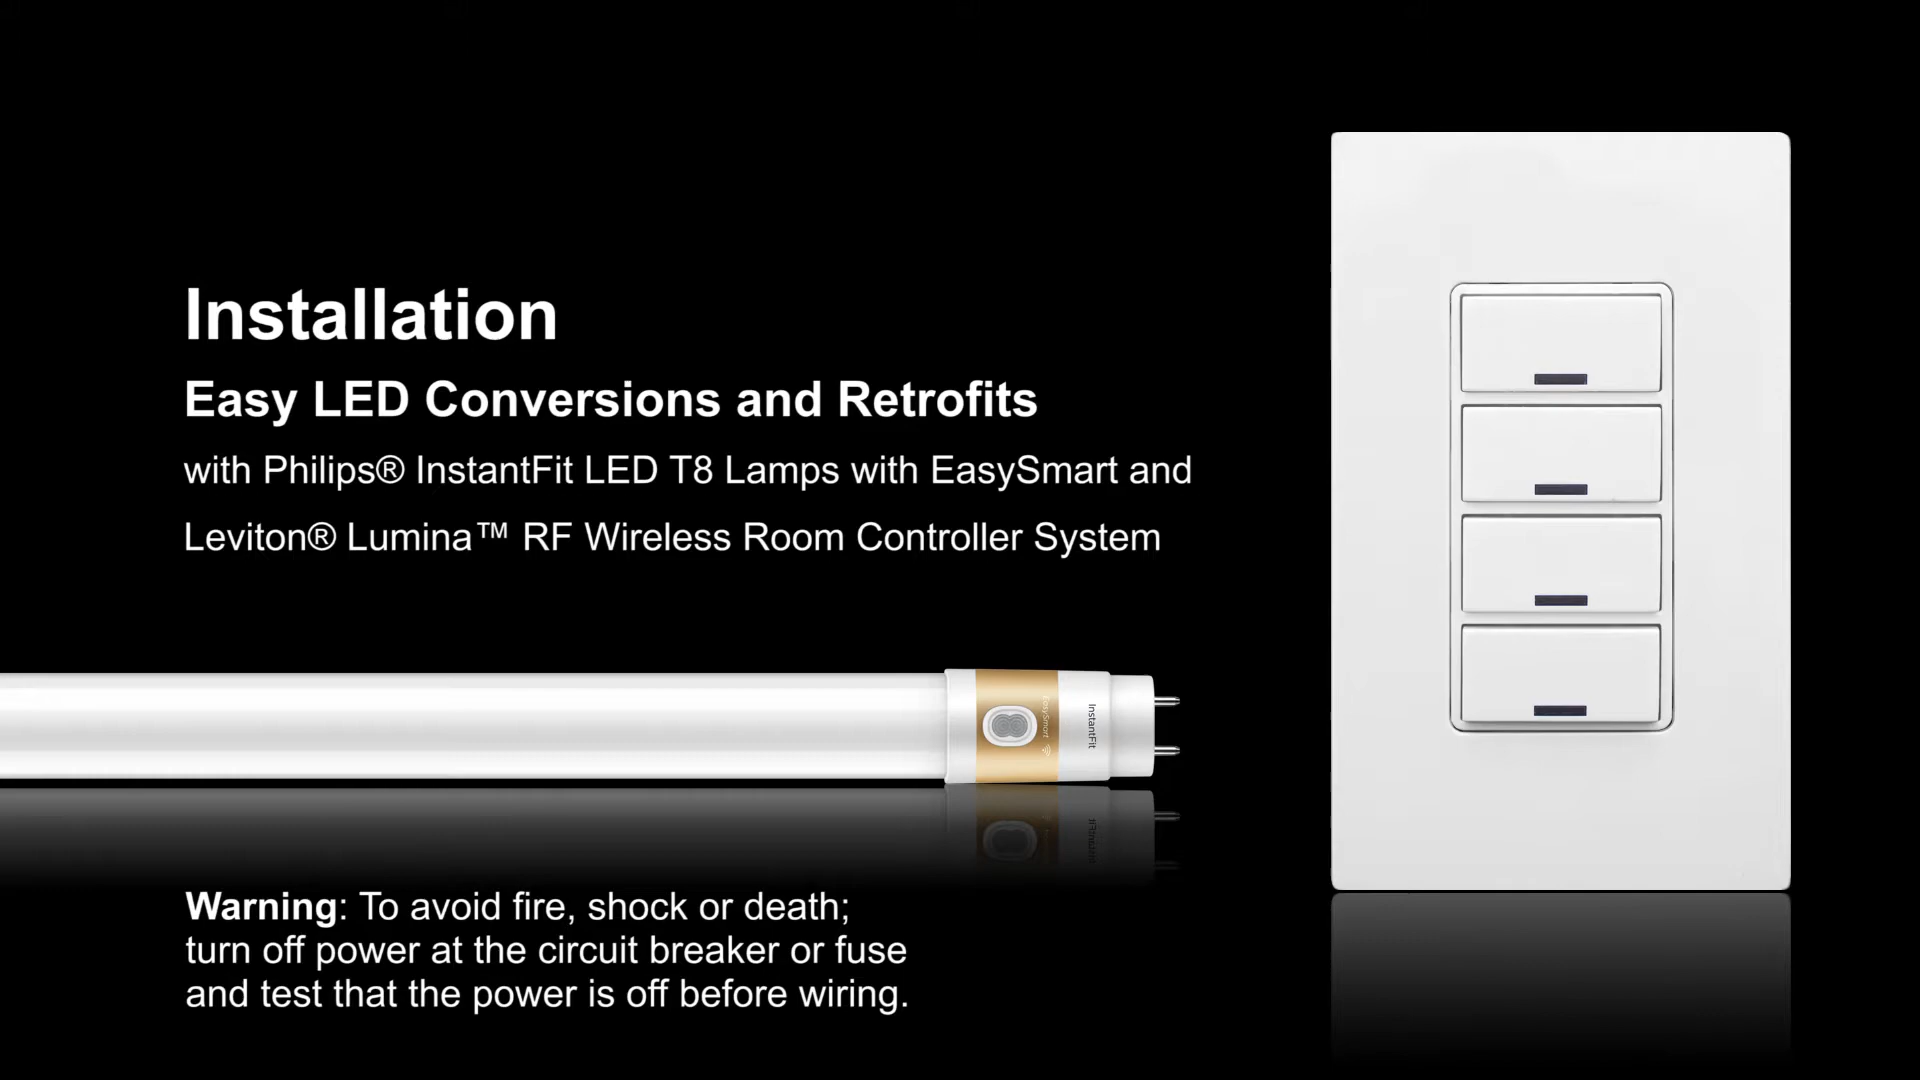 Installation
Easy LED Conversions and Retrofits
with Philips® InstantFit LED T8 Lamps with EasySmart and
Leviton® Lumina™ RF Wireless Room Controller System
EasySmart
InstantFit
Warning: To avoid fire, shock or death;
turn off power at the circuit breaker or fuse
and test that the power is off before wiring.